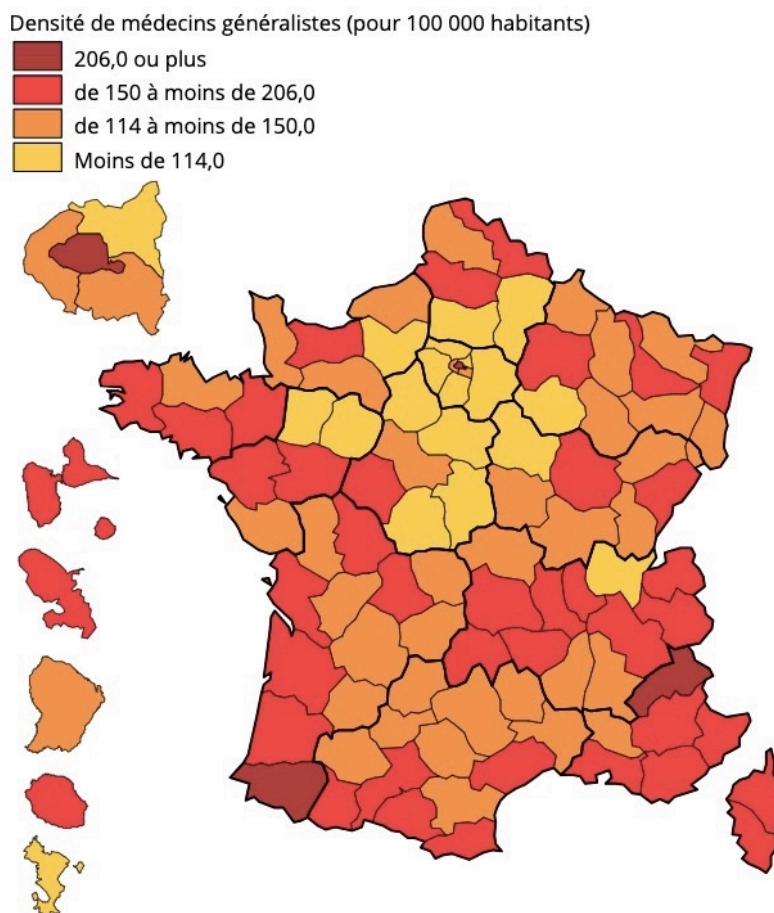 Densité de médecins généralistes (pour 100 000 habitants)
206,0 ou plus
de 150 à moins de 206,0
de 114 à moins de 150,0
Moins de 114,0